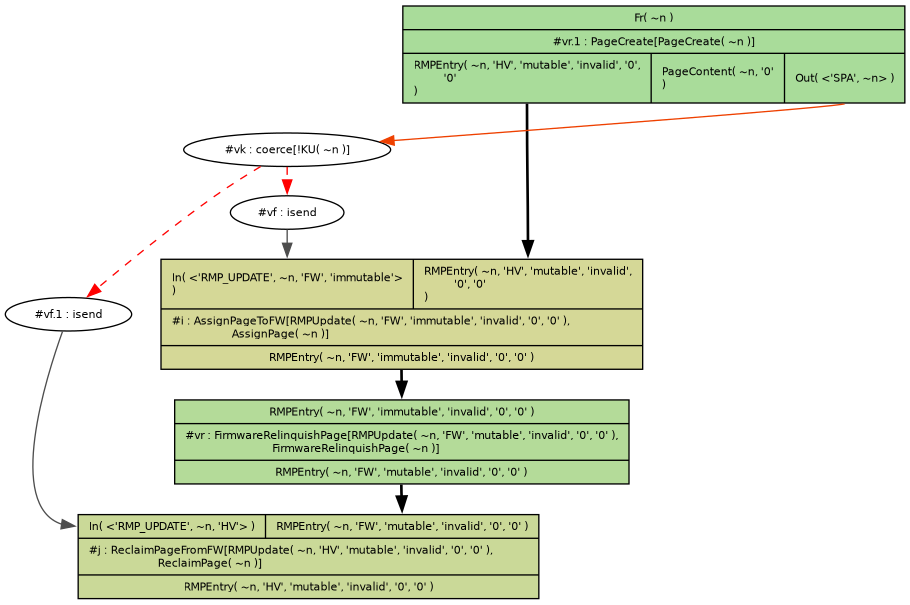 Fr( ~n )
#vr.1 : PageCreate[PageCreate( ~n )]
RMPEntry( ~n, 'HV', 'mutable', 'invalid', '0',
'0'
)
PageContent( ~n, '0'
)
Out( <'SPA', ~n> )
#vk : coerce[!KU( ~n )]
#vf : isend
#vf.1 : isend
In( <'RMP_UPDATE', ~n, 'FW', 'immutable'>
)
RMPEntry( ~n, 'HV', 'mutable', 'invalid',
'0', '0'
)
#i : AssignPageToFW[RMPUpdate( ~n, 'FW', 'immutable', 'invalid', '0', '0' ),
AssignPage( ~n )]
RMPEntry( ~n, 'FW', 'immutable', 'invalid', '0', '0' )
RMPEntry( ~n, 'FW', 'immutable', 'invalid', '0', '0' )
#vr : FirmwareRelinquishPage[RMPUpdate( ~n, 'FW', 'mutable', 'invalid', '0', '0' ),
FirmwareRelinquishPage( ~n )]
RMPEntry( ~n, 'FW', 'mutable', 'invalid', '0', '0' )
In( <'RMP_UPDATE', ~n, 'HV'> )
RMPEntry( ~n, 'FW', 'mutable', 'invalid', '0', '0' )
#j : ReclaimPageFromFW[RMPUpdate( ~n, 'HV', 'mutable', 'invalid', '0', '0' ),
ReclaimPage( ~n )]
RMPEntry( ~n, 'HV', 'mutable', 'invalid', '0', '0' )